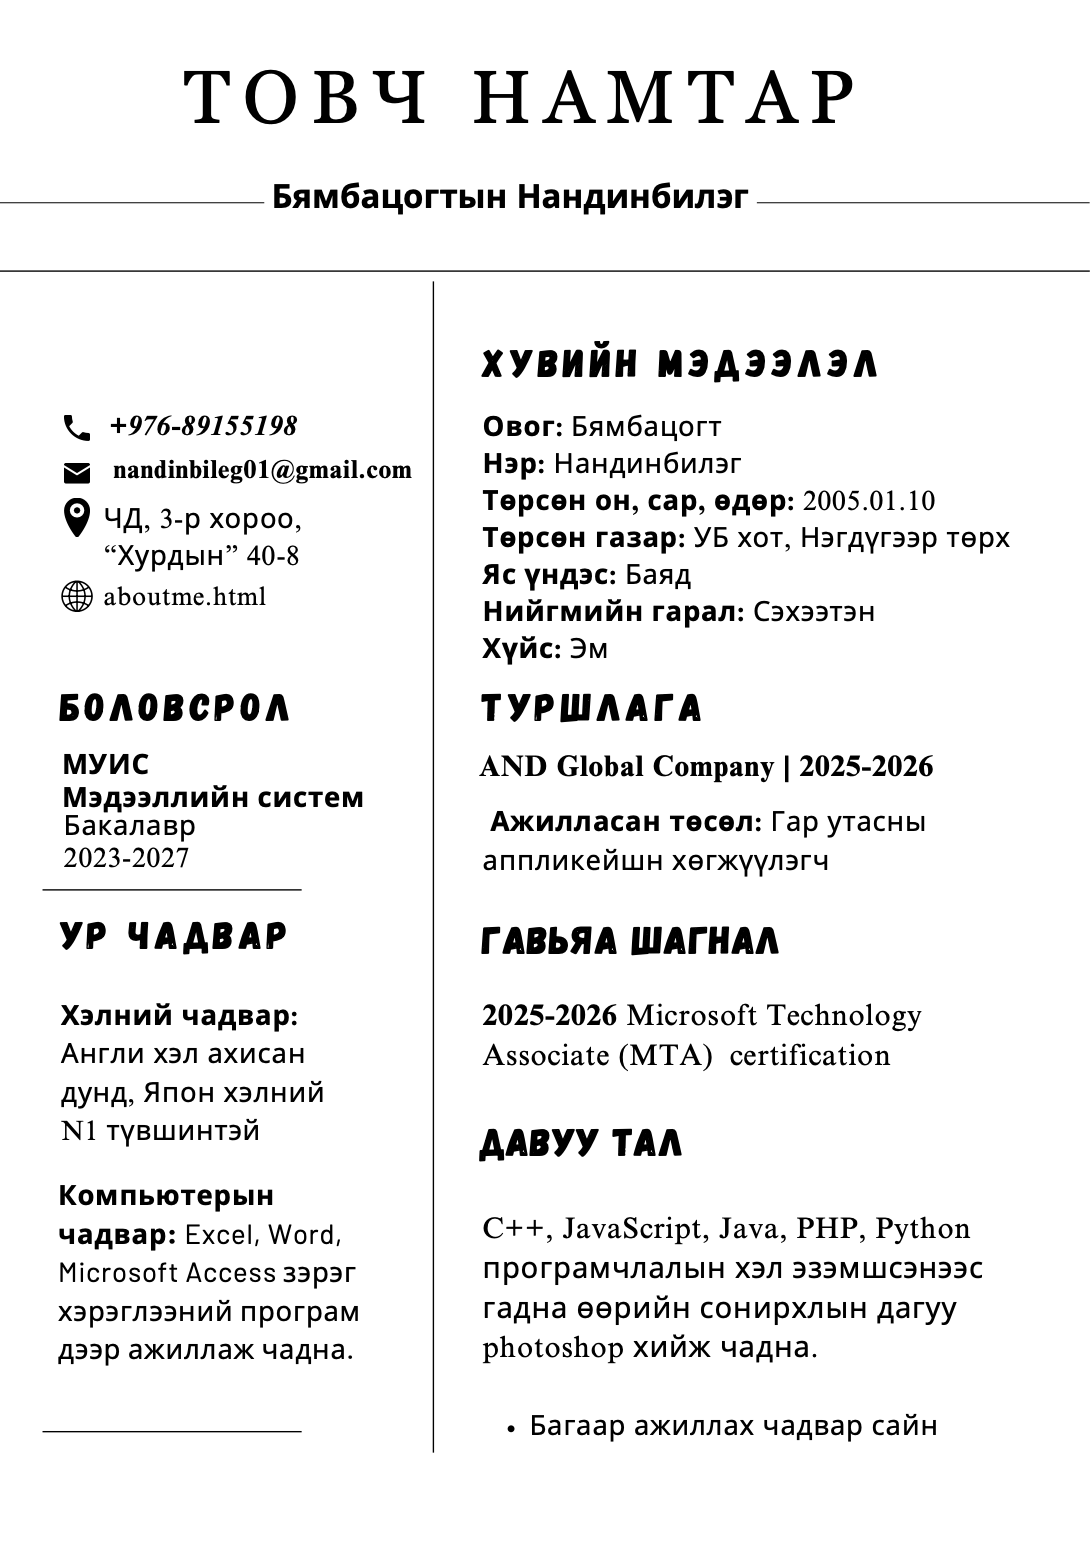 ТОВЧ НАМТАР
Бямбацогтын Нандинбилэг
+976-89155198
nandinbileg01@gmail.com
ЧД, 3-р хороо,
“Хурдын” 40-8
aboutme.html
БОЛОВСРОЛ
МУИС
Мэдээллийн систем
Бакалавр
2023-2027
УР ЧАДВАР
Хэлний чадвар:
Англи хэл ахисан
дунд, Япон хэлний
N1 түвшинтэй
Компьютерын
чадвар: Excel, Word,
Microsoft Access зэрэг
хэрэглээний програм
дээр ажиллаж чадна.
ХУВИЙН МЭДЭЭЛЭЛ
Овог: Бямбацогт
Нэр: Нандинбилэг
Төрсөн он, сар, өдөр: 2005.01.10
Төрсөн газар: УБ хот, Нэгдүгээр төрх
Яс үндэс: Баяд
Нийгмийн гарал: Сэхээтэн
Хүйс: Эм
ТУРШЛАГА
AND Global Company | 2025-2026
Ажилласан төсөл: Гар утасны
аппликейшн хөгжүүлэгч
ГАВЬЯА ШАГНАЛ
2025-2026 Microsoft Technology
Associate (MTA) certification
ДАВУУ ТАЛ
C++, JavaScript, Java, PHP, Python
програмчлалын хэл эзэмшсэнээс
гадна өөрийн сонирхлын дагуу
photoshop хийж чадна.
• Багаар ажиллах чадвар сайн